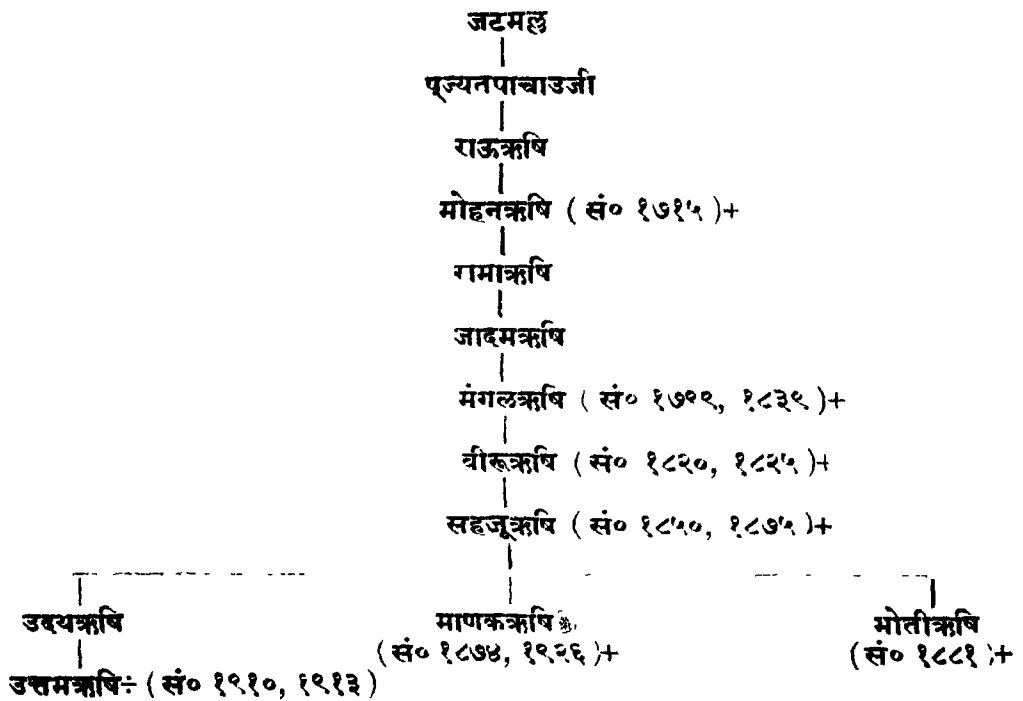 जटमल्ल
पूज्यतपाचाउजी
राऊऋषि
मोहनऋषि ( सं० १७१५ )+
रामाऋषि
जादमऋषि
मंगलऋषि ( सं० १७९९, १८३९ )+
वीरूऋषि ( सं० १८२०, १८२५ )+
सहजूऋषि ( सं० १८५०, १८७५ )+
उदयऋषि माणकऋषि मोतीऋषि
( सं० १८७४, १९२६ )+ ( सं० १८८१ )+
उत्तमऋषि÷ ( सं० १९१०, १९१३ )